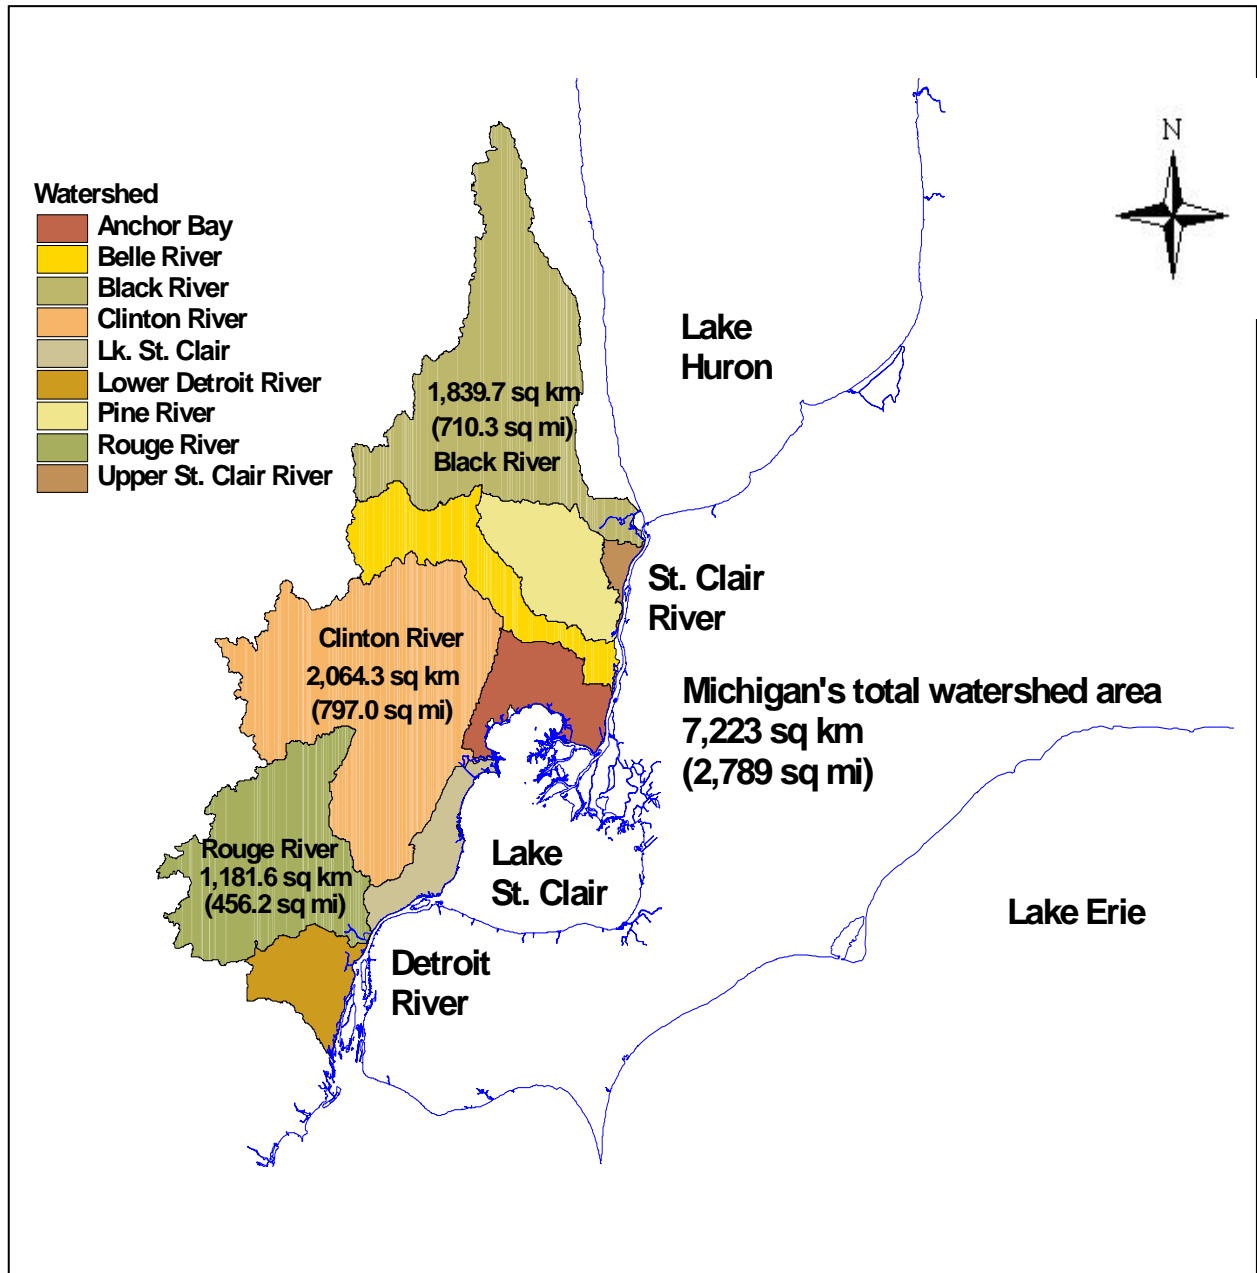 N
Watershed
Anchor Bay
Belle River
Black River
Clinton River
Lk. St. Clair
Lower Detroit River
Pine River
Rouge River
Upper St. Clair River
Lake
Huron
1,839.7 sq km
(710.3 sq mi)
Black River
St. Clair
River
Clinton River
2,064.3 sq km
(797.0 sq mi)
Michigan's total watershed area
7,223 sq km
(2,789 sq mi)
Rouge River
1,181.6 sq km
(456.2 sq mi)
Lake
St. Clair
Lake Erie
Detroit
River